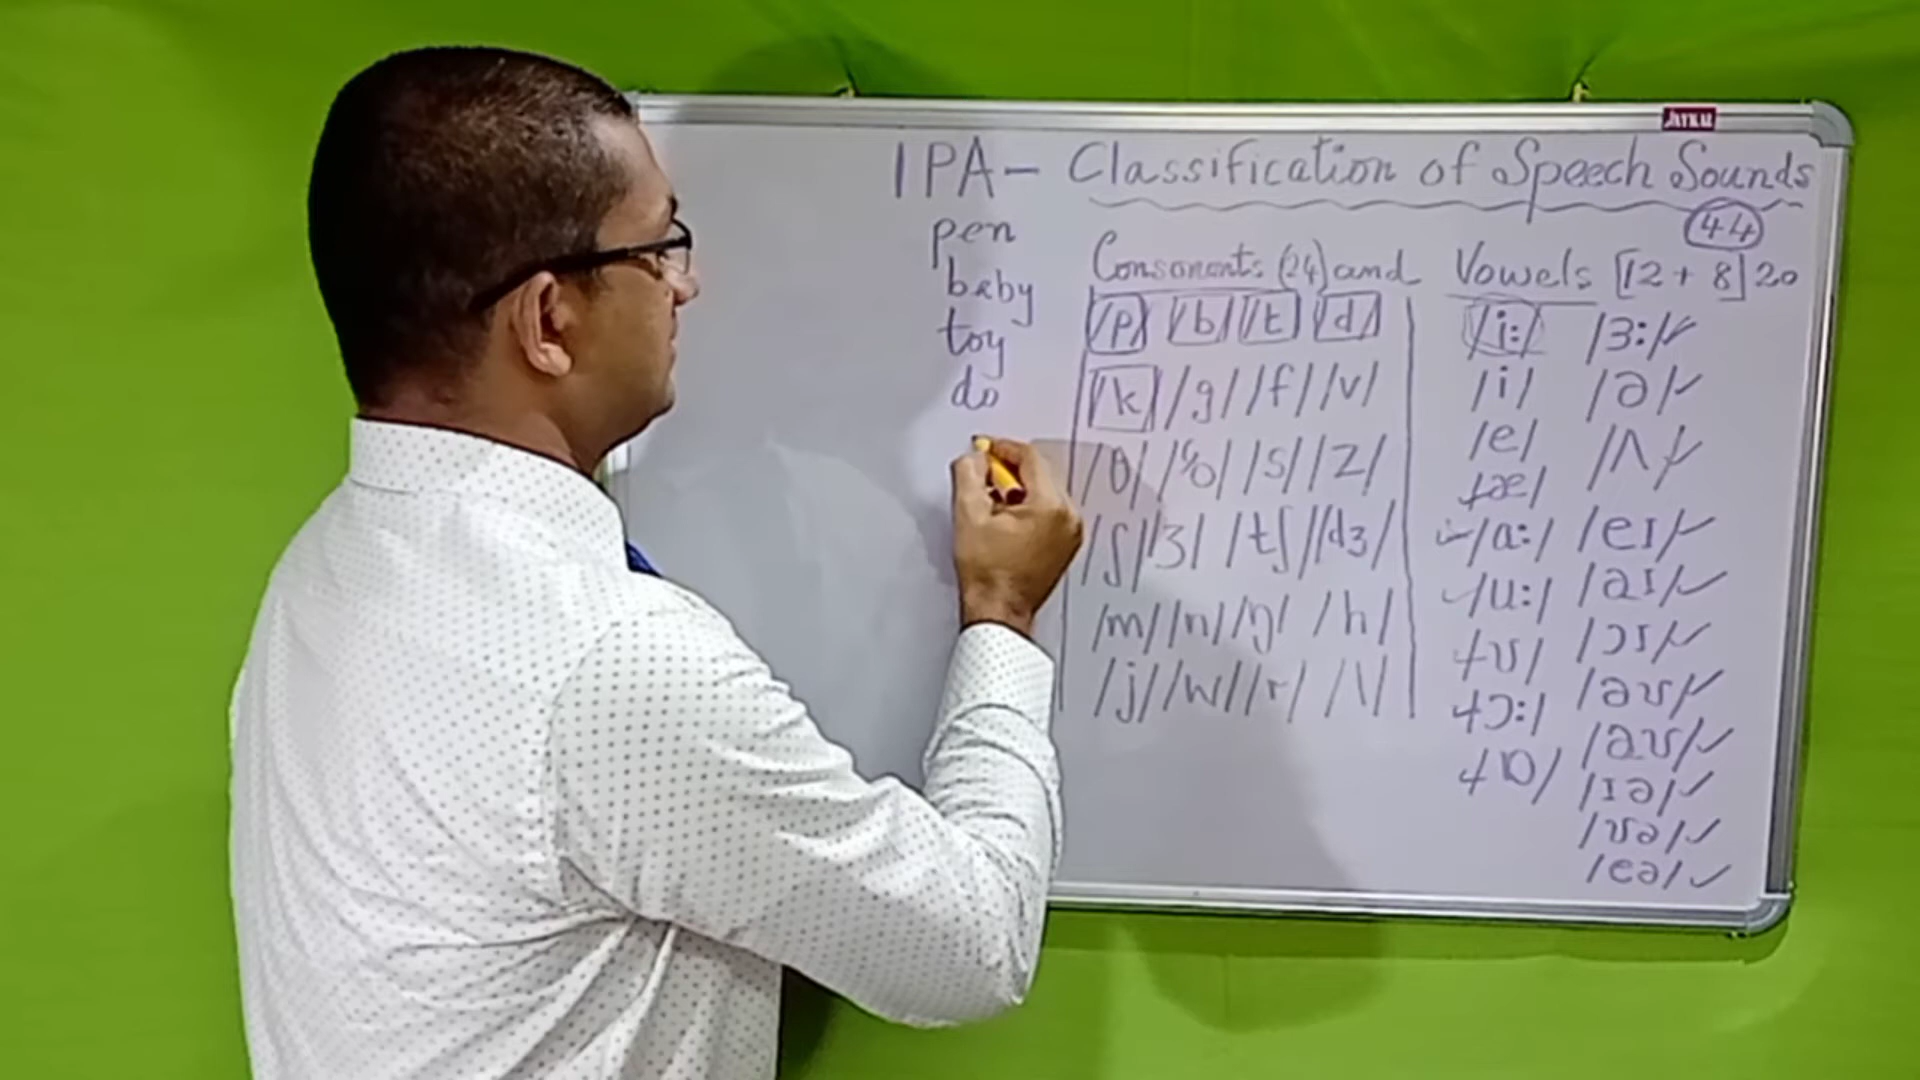 JAYKAL
IPA - Classification of Speech Sounds
44
pen
baby
toy
do
Consonants (24) and Vowels [12 + 8] 20
/p/ /b/ /t/ /d/
/k/ /g/ /f/ /v/
/θ/ /ð/ /s/ /z/
/ʃ/ /ʒ/ /tʃ/ /dʒ/
/m/ /n/ /ŋ/ /h/
/j/ /w/ /r/ /l/
/i:/ /ɜ:/
/i/ /ə/
/e/ /ʌ/
/æ/
/ɑ:/ /eɪ/
/u:/ /aɪ/
/ʊ/ /ɔɪ/
/ɔ:/ /əʊ/
/ɒ/ /aʊ/
/ɪə/
/ʊə/
/eə/